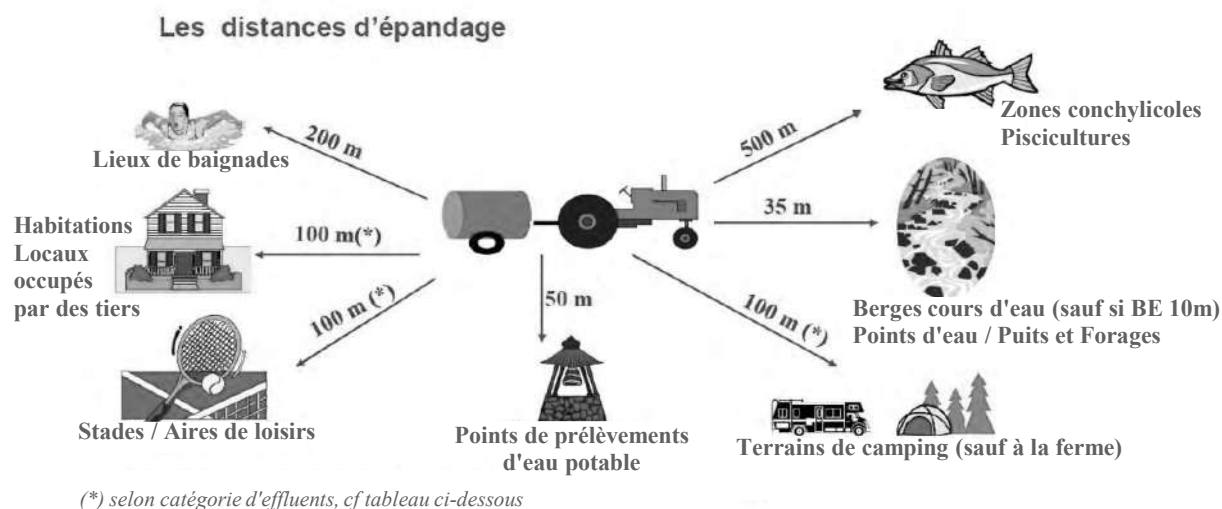 Les distances d'épandage
200 m
Lieux de baignades
500 m
Zones conchylicoles
Piscicultures
Habitations
Locaux
occupés
par des tiers
100 m(*)
35 m
Berges cours d'eau (sauf si BE 10m)
Points d'eau / Puits et Forages
100 m (*)
Stades / Aires de loisirs
50 m
Points de prélèvements
d'eau potable
100 m (*)
Terrains de camping (sauf à la ferme)
(*) selon catégorie d'effluents, cf tableau ci-dessous